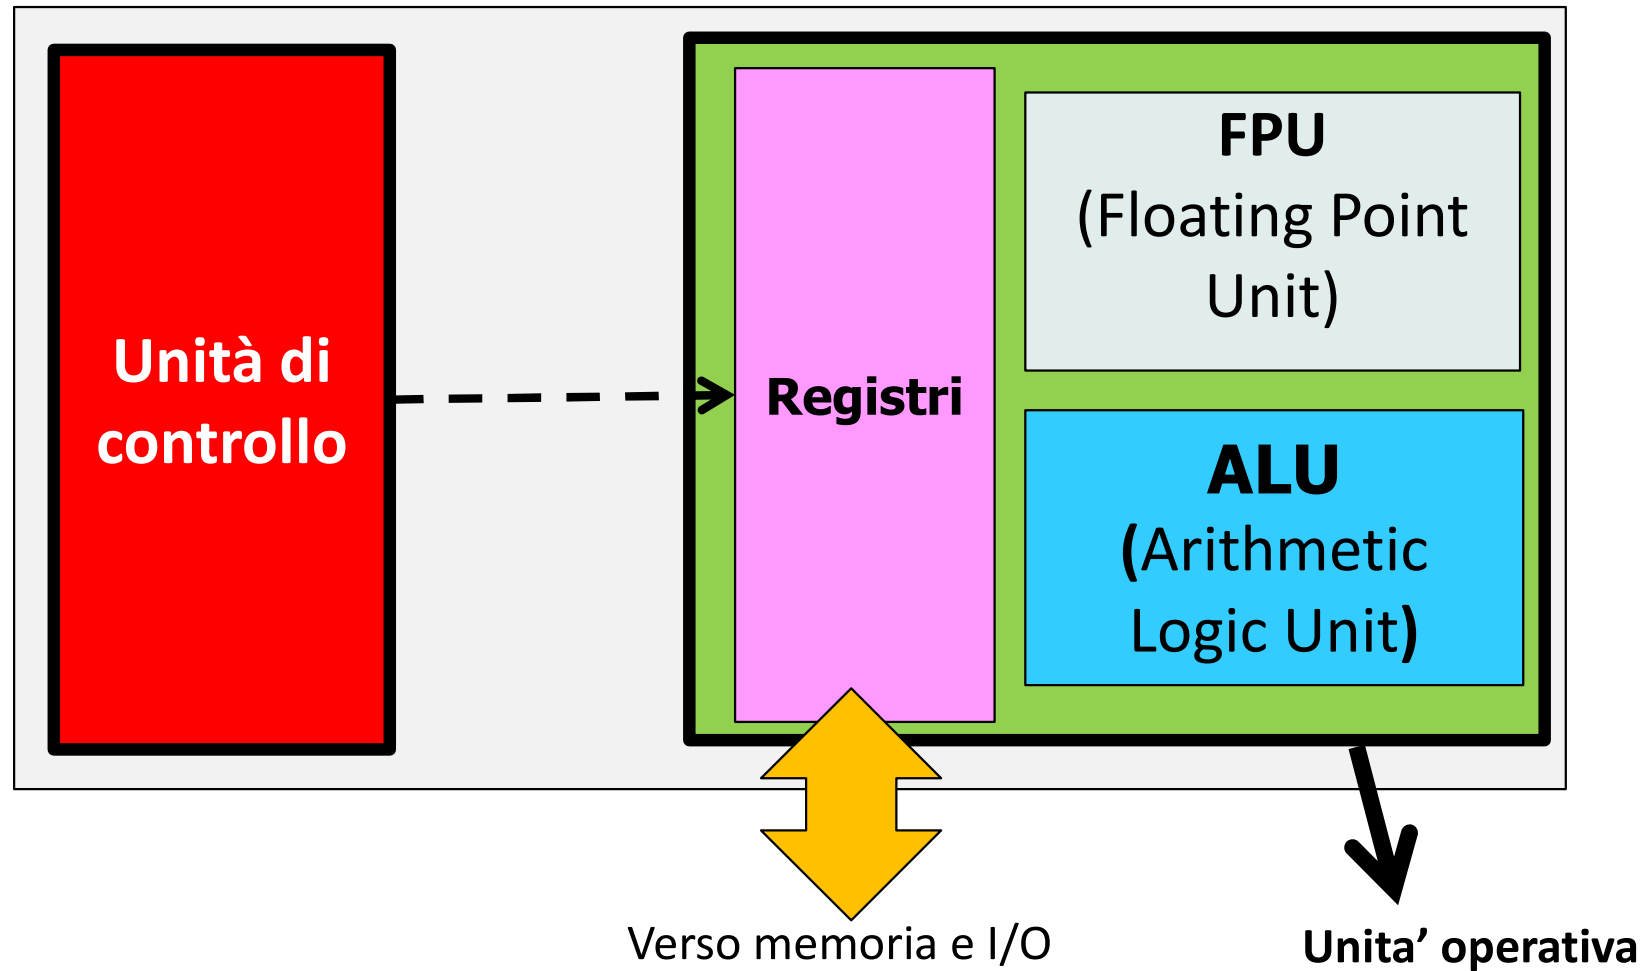 Unità di
controllo
Registri
FPU
(Floating Point
Unit)
ALU
(Arithmetic
Logic Unit)
Verso memoria e I/O
Unita’ operativa